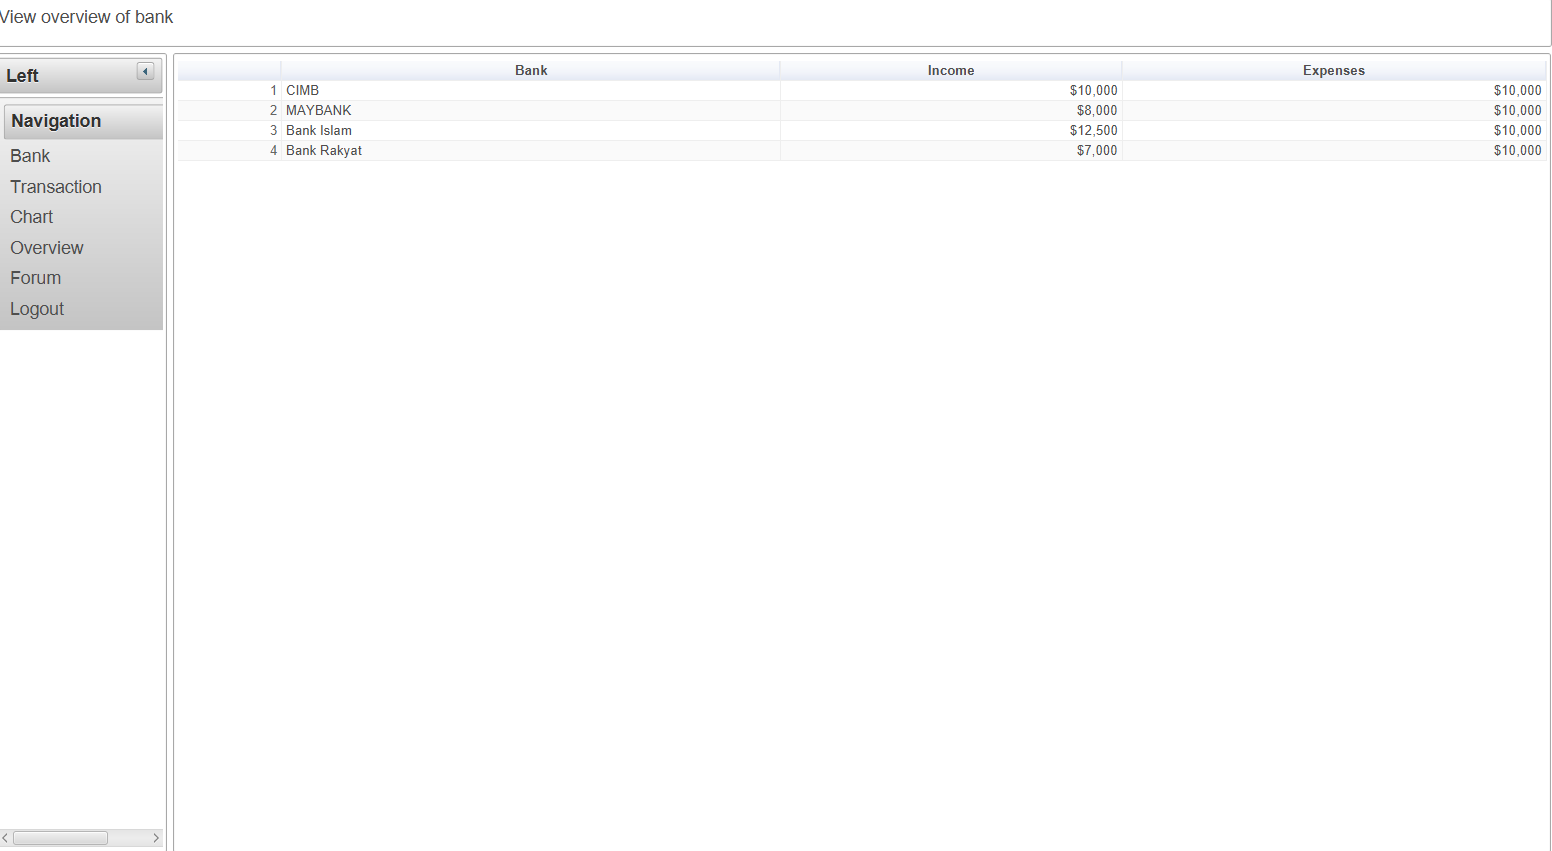 View overview of bank
Left
Navigation
Bank
Transaction
Chart
Overview
Forum
Logout
Bank Income Expenses
1 CIMB $10,000 $10,000
2 MAYBANK $8,000 $10,000
3 Bank Islam $12,500 $10,000
4 Bank Rakyat $7,000 $10,000